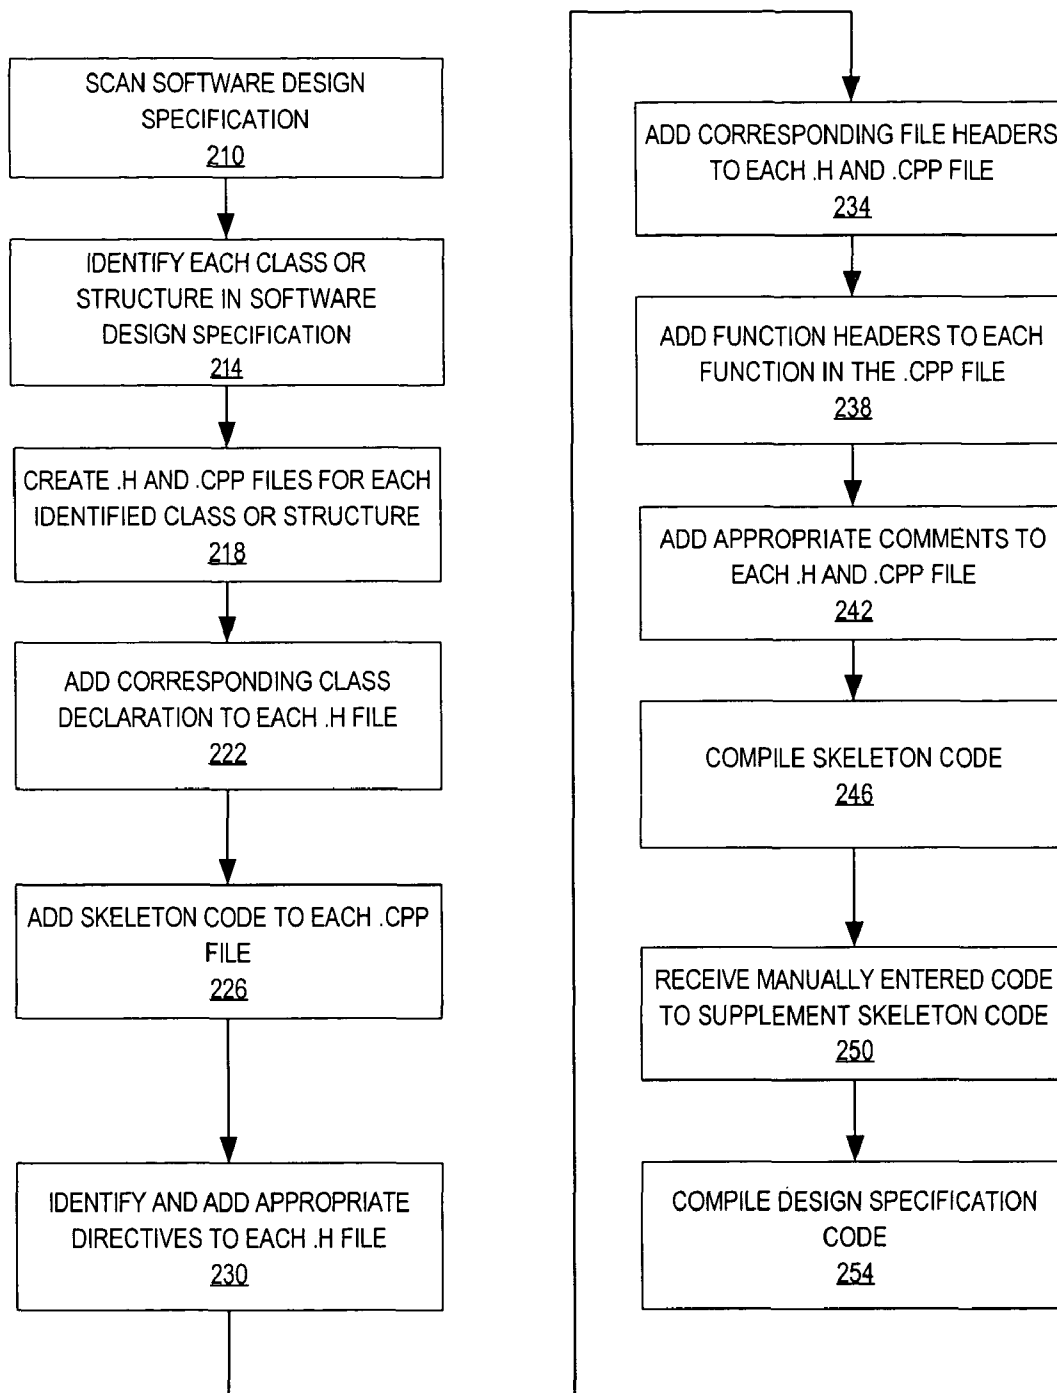 SCAN SOFTWARE DESIGN
SPECIFICATION
210
IDENTIFY EACH CLASS OR
STRUCTURE IN SOFTWARE
DESIGN SPECIFICATION
214
CREATE .H AND .CPP FILES FOR EACH
IDENTIFIED CLASS OR STRUCTURE
218
ADD CORRESPONDING CLASS
DECLARATION TO EACH .H FILE
222
ADD SKELETON CODE TO EACH .CPP
FILE
226
IDENTIFY AND ADD APPROPRIATE
DIRECTIVES TO EACH .H FILE
230
ADD CORRESPONDING FILE HEADERS
TO EACH .H AND .CPP FILE
234
ADD FUNCTION HEADERS TO EACH
FUNCTION IN THE .CPP FILE
238
ADD APPROPRIATE COMMENTS TO
EACH .H AND .CPP FILE
242
COMPILE SKELETON CODE
246
RECEIVE MANUALLY ENTERED CODE
TO SUPPLEMENT SKELETON CODE
250
COMPILE DESIGN SPECIFICATION
CODE
254